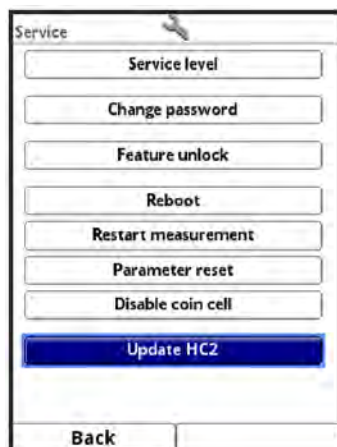 Service
Service level
Change password
Feature unlock
Reboot
Restart measurement
Parameter reset
Disable coin cell
Update HC2
Back